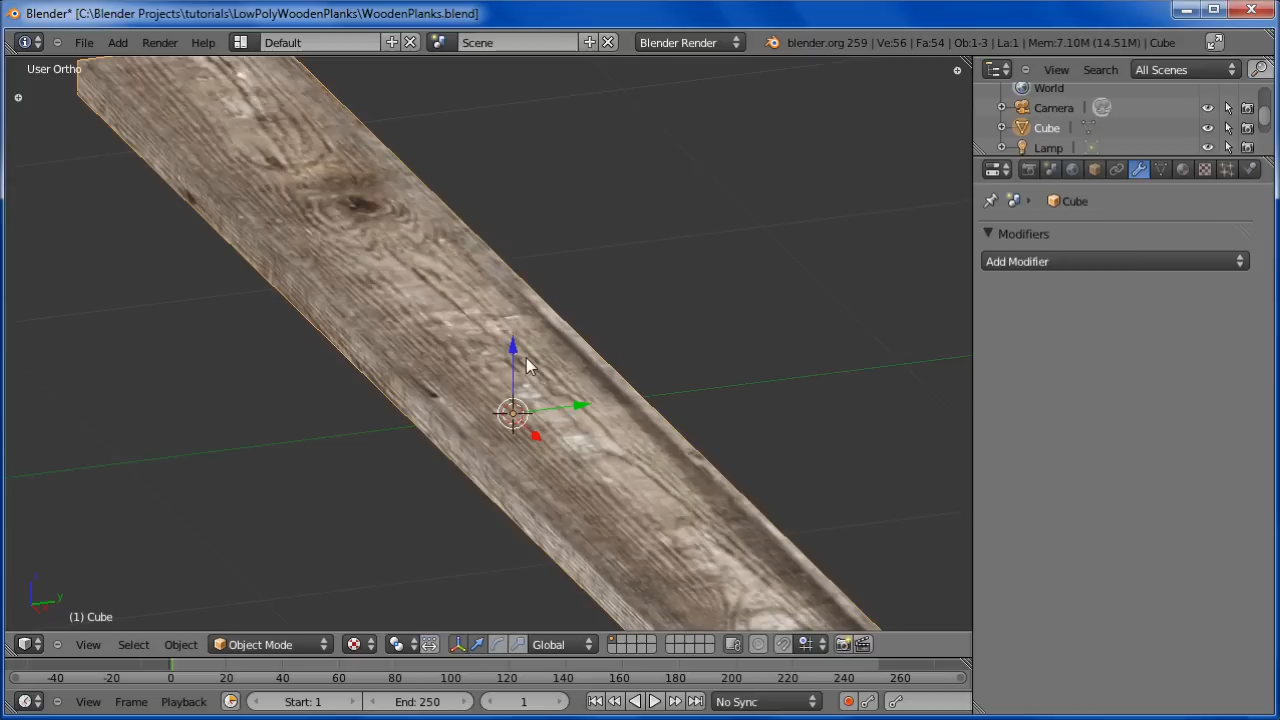 Blender* [C:\Blender Projects\tutorials\LowPolyWoodenPlanks\WoodenPlanks.blend]
File Add Render Help Default Scene Blender Render blender.org 259 | Ve:56 | Fa:54 | Ob:1-3 | La:1 | Mem:7.10M (14.51M) | Cube
User Ortho
View Search All Scenes
World
Camera
Cube
Lamp
Cube
Modifiers
Add Modifier
z
y
(1) Cube
View Select Object Object Mode Global
-40 -20 0 20 40 60 80 100 120 140 160 180 200 220 240 260
View Frame Playback Start: 1 End: 250 1 No Sync